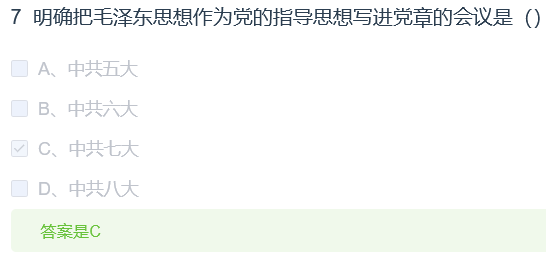 7 明确把毛泽东思想作为党的指导思想写进党章的会议是 ()
A、中共五大
B、中共六大
C、中共七大
D、中共八大
答案是C